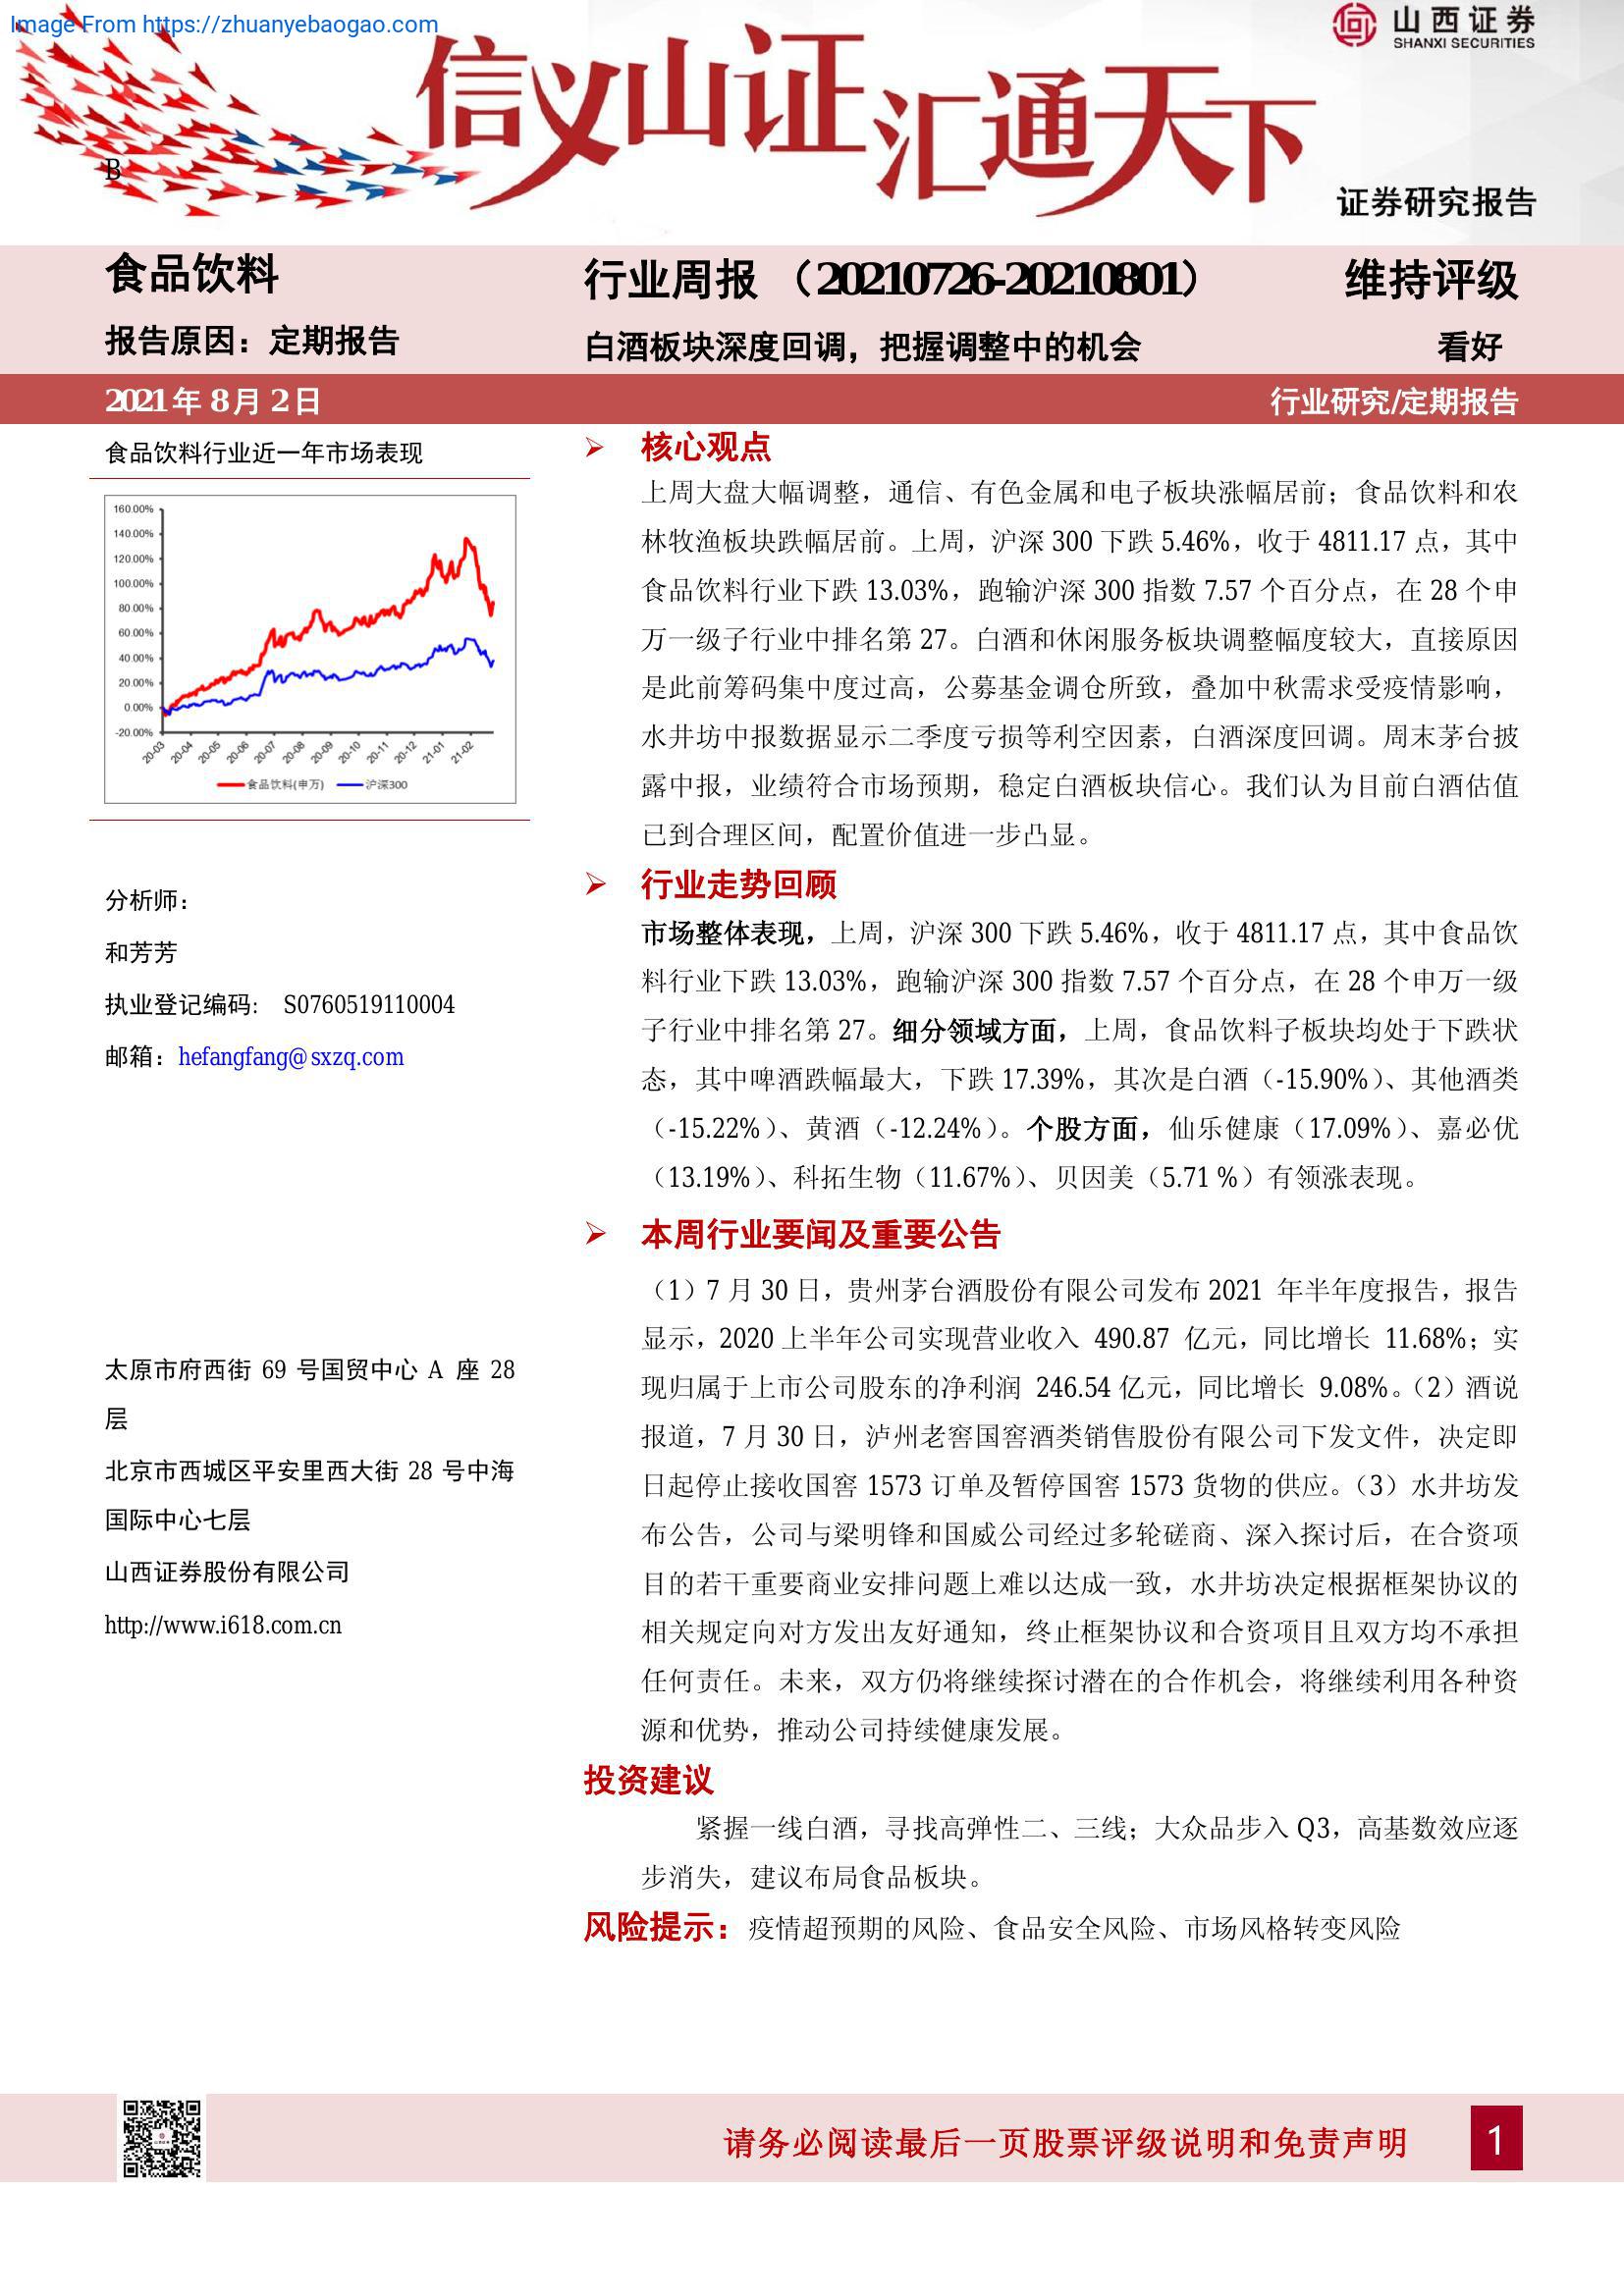 Image From https://zhuanyebaogao.com
信义山证汇通天下
山西证券
SHANXI SECURITIES
B
证券研究报告
食品饮料
行业周报 （20210726-20210801）
维持评级
报告原因：定期报告
白酒板块深度回调，把握调整中的机会
看好
2021 年 8 月 2 日
行业研究/定期报告
食品饮料行业近一年市场表现
160.00%
140.00%
120.00%
100.00%
80.00%
60.00%
40.00%
20.00%
0.00%
-20.00%
20-03 20-04 20-05 20-06 20-07 20-08 20-09 20-10 20-11 20-12 21-01 21-02
食品饮料(申万) 沪深300
分析师：
和芳芳
执业登记编码： S0760519110004
邮箱：hefangfang@sxzq.com
太原市府西街 69 号国贸中心 A 座 28
层
北京市西城区平安里西大街 28 号中海
国际中心七层
山西证券股份有限公司
http://www.i618.com.cn
核心观点
上周大盘大幅调整，通信、有色金属和电子板块涨幅居前；食品饮料和农
林牧渔板块跌幅居前。上周，沪深 300 下跌 5.46%，收于 4811.17 点，其中
食品饮料行业下跌 13.03%，跑输沪深 300 指数 7.57 个百分点，在 28 个申
万一级子行业中排名第 27。白酒和休闲服务板块调整幅度较大，直接原因
是此前筹码集中度过高，公募基金调仓所致，叠加中秋需求受疫情影响，
水井坊中报数据显示二季度亏损等利空因素，白酒深度回调。周末茅台披
露中报，业绩符合市场预期，稳定白酒板块信心。我们认为目前白酒估值
已到合理区间，配置价值进一步凸显。
行业走势回顾
市场整体表现，上周，沪深 300 下跌 5.46%，收于 4811.17 点，其中食品饮
料行业下跌 13.03%，跑输沪深 300 指数 7.57 个百分点，在 28 个申万一级
子行业中排名第 27。细分领域方面，上周，食品饮料子板块均处于下跌状
态，其中啤酒跌幅最大，下跌 17.39%，其次是白酒（-15.90%）、其他酒类
（-15.22%）、黄酒（-12.24%）。个股方面，仙乐健康（17.09%）、嘉必优
（13.19%）、科拓生物（11.67%）、贝因美（5.71 %）有领涨表现。
本周行业要闻及重要公告
（1）7 月 30 日，贵州茅台酒股份有限公司发布 2021 年半年度报告，报告
显示，2020 上半年公司实现营业收入 490.87 亿元，同比增长 11.68%；实
现归属于上市公司股东的净利润 246.54 亿元，同比增长 9.08%。（2）酒说
报道，7 月 30 日，泸州老窖国窖酒类销售股份有限公司下发文件，决定即
日起停止接收国窖 1573 订单及暂停国窖 1573 货物的供应。（3）水井坊发
布公告，公司与梁明锋和国威公司经过多轮磋商、深入探讨后，在合资项
目的若干重要商业安排问题上难以达成一致，水井坊决定根据框架协议的
相关规定向对方发出友好通知，终止框架协议和合资项目且双方均不承担
任何责任。未来，双方仍将继续探讨潜在的合作机会，将继续利用各种资
源和优势，推动公司持续健康发展。
投资建议
紧握一线白酒，寻找高弹性二、三线；大众品步入 Q3，高基数效应逐
步消失，建议布局食品板块。
风险提示：疫情超预期的风险、食品安全风险、市场风格转变风险
请务必阅读最后一页股票评级说明和免责声明
1